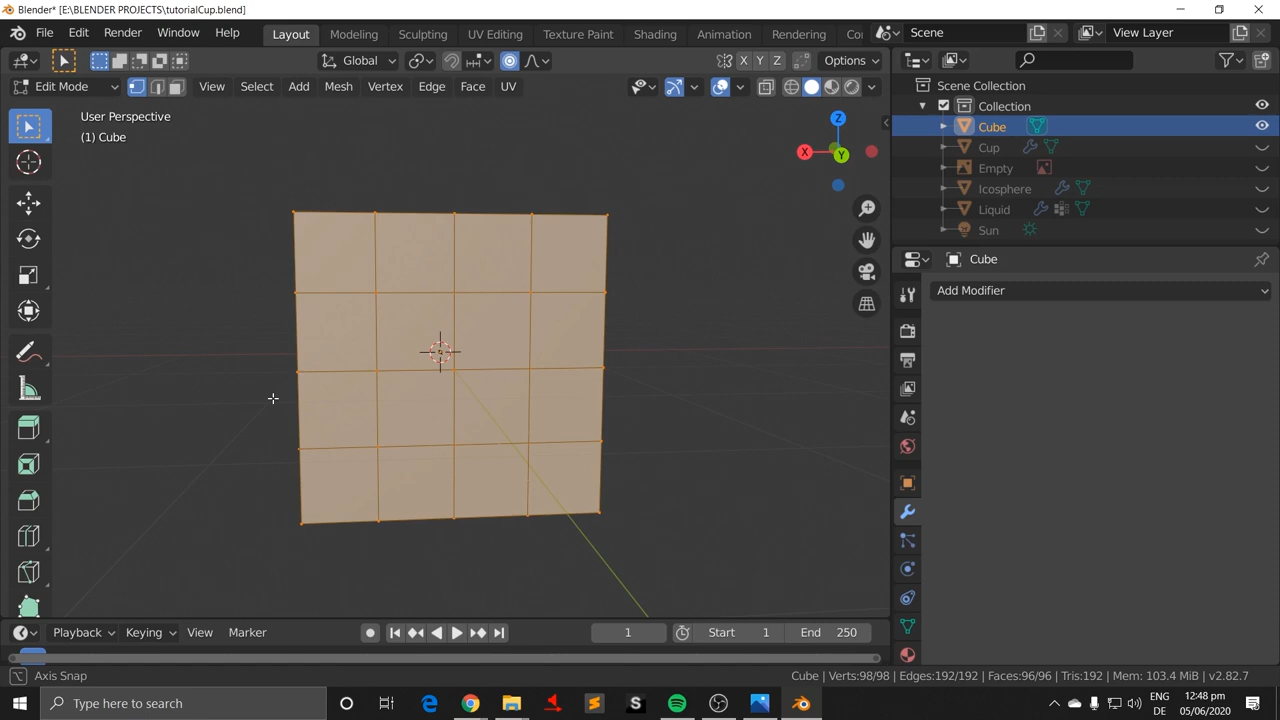 Blender* [E:\BLENDER PROJECTS\tutorialCup.blend]
File Edit Render Window Help Layout Modeling Sculpting UV Editing Texture Paint Shading Animation Rendering Co Scene View Layer
Global X Y Z Options
Edit Mode View Select Add Mesh Vertex Edge Face UV
User Perspective
(1) Cube
Z
X
Y
Scene Collection
Collection
Cube
Cup
Empty
Icosphere
Liquid
Sun
Cube
Add Modifier
Playback Keying View Marker 1 Start 1 End 250
Axis Snap Cube | Verts:98/98 | Edges:192/192 | Faces:96/96 | Tris:192 | Mem: 103.4 MiB | v2.82.7
Type here to search
ENG 12:48 pm
DE 05/06/2020